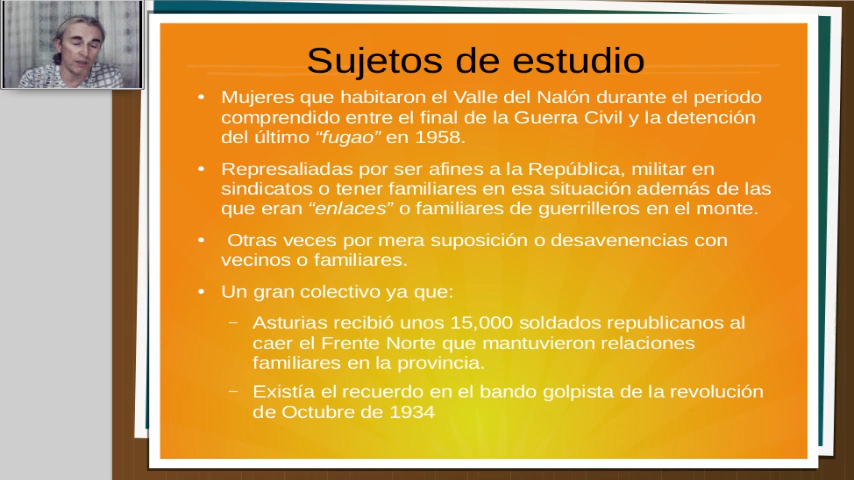 Sujetos de estudio
• Mujeres que habitaron el Valle del Nalón durante el periodo
comprendido entre el final de la Guerra Civil y la detención
del último “fugao” en 1958.
• Represaliadas por ser afines a la República, militar en
sindicatos o tener familiares en esa situación además de las
que eran “enlaces” o familiares de guerrilleros en el monte.
• Otras veces por mera suposición o desavenencias con
vecinos o familiares.
• Un gran colectivo ya que:
– Asturias recibió unos 15,000 soldados republicanos al
caer el Frente Norte que mantuvieron relaciones
familiares en la provincia.
– Existía el recuerdo en el bando golpista de la revolución
de Octubre de 1934